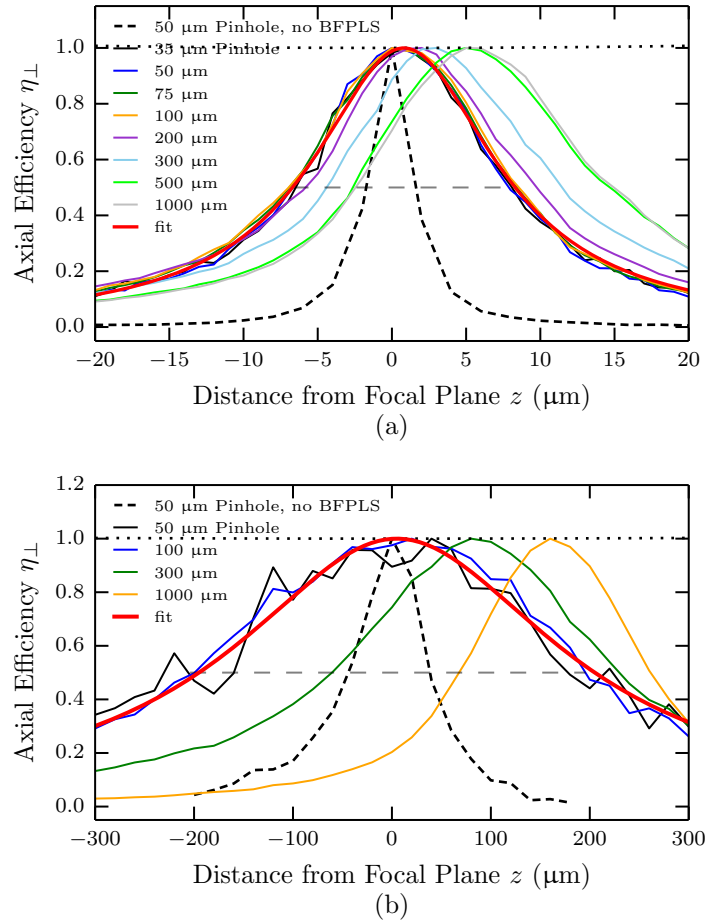 1.0
0.8
0.6
0.4
0.2
0.0
Axial Efficiency η⊥
50 μm Pinhole, no BFPLS
35 μm Pinhole
50 μm
75 μm
100 μm
200 μm
300 μm
500 μm
1000 μm
fit
−20 −15 −10 −5 0 5 10 15 20
Distance from Focal Plane z (μm)
(a)
1.2
1.0
0.8
0.6
0.4
0.2
0.0
Axial Efficiency η⊥
50 μm Pinhole, no BFPLS
50 μm Pinhole
100 μm
300 μm
1000 μm
fit
−300 −200 −100 0 100 200 300
Distance from Focal Plane z (μm)
(b)